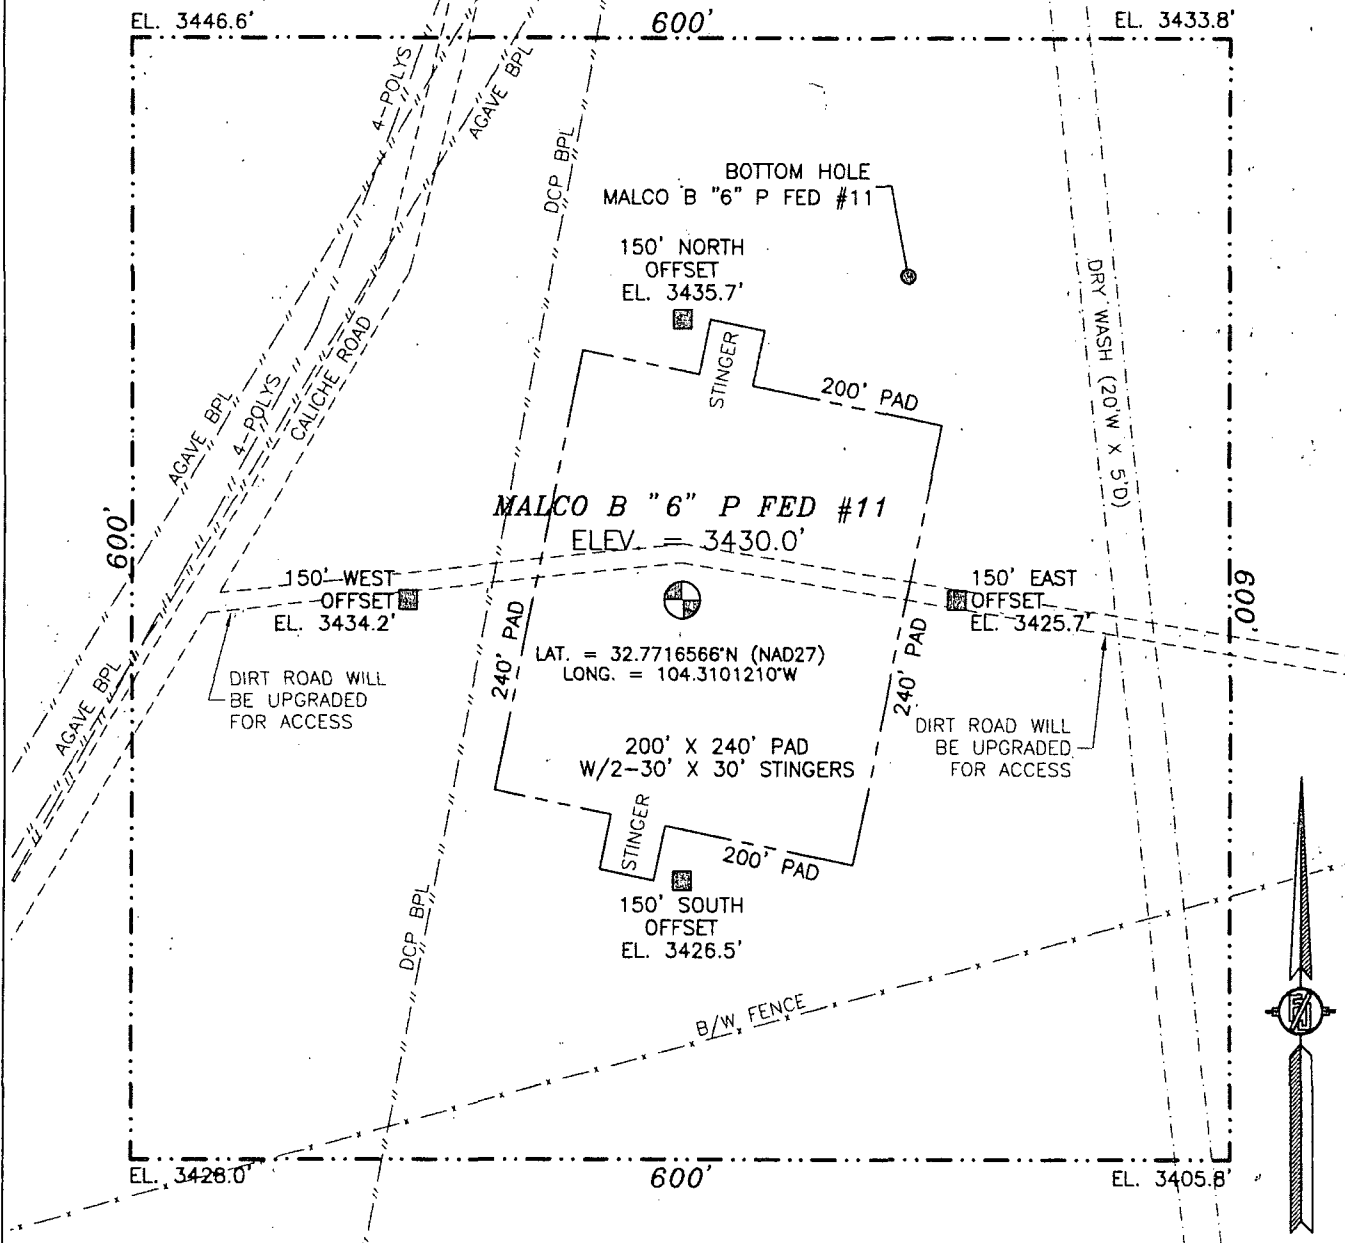 EL. 3446.6'
600'
EL. 3433.8'
4-POLYS
AGAVE BPL
DCP BPL
BOTTOM HOLE
MALCO B "6" P FED #11
150' NORTH
OFFSET
EL. 3435.7'
DRY WASH (20'W X 5'D)
STINGER
200' PAD
CALICHE ROAD
4-POLYS
AGAVE BPL
MALCO B "6" P FED #11
ELEV. = 3430.0'
600'
150' WEST
OFFSET
EL. 3434.2'
150' EAST
OFFSET
EL. 3425.7'
600'
240' PAD
LAT. = 32.7716566°N (NAD27)
LONG. = 104.3101210°W
240' PAD
AGAVE BPL
DIRT ROAD WILL
BE UPGRADED
FOR ACCESS
DIRT ROAD WILL
BE UPGRADED
FOR ACCESS
200' X 240' PAD
W/2-30' X 30' STINGERS
STINGER
200' PAD
150' SOUTH
OFFSET
EL. 3426.5'
DCP BPL
B/W FENCE
EL. 3428.0'
600'
EL. 3405.8'